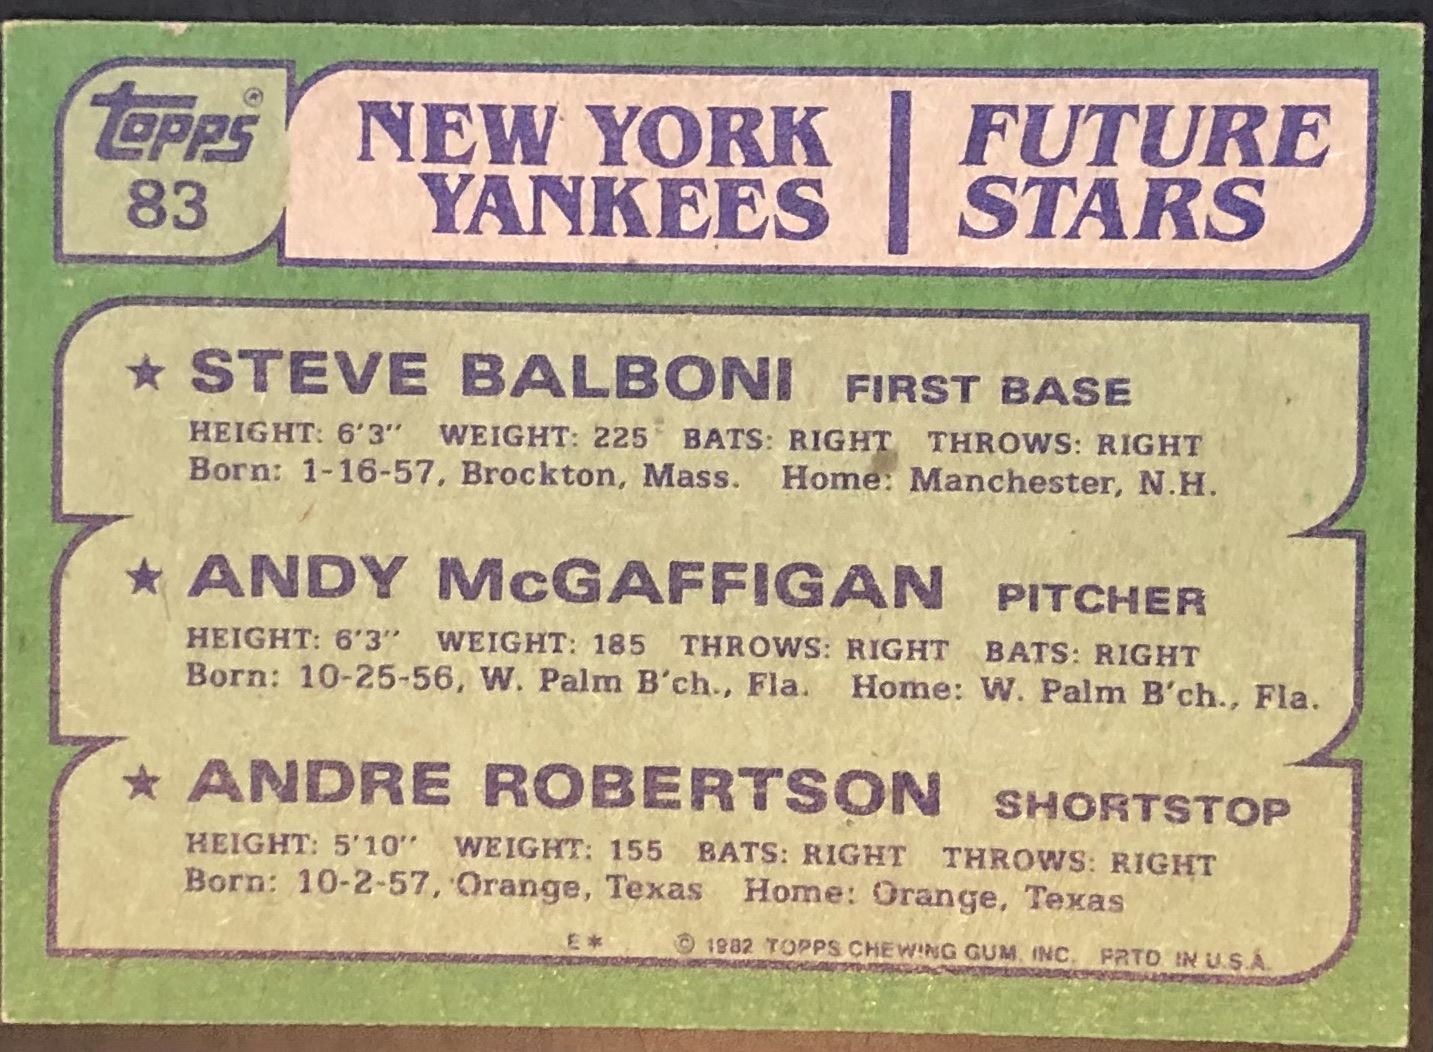 Topps®
83
NEW YORK YANKEES
FUTURE STARS
★ STEVE BALBONI FIRST BASE
HEIGHT: 6'3" WEIGHT: 225 BATS: RIGHT THROWS: RIGHT
Born: 1-16-57, Brockton, Mass. Home: Manchester, N.H.
★ ANDY McGAFFIGAN PITCHER
HEIGHT: 6'3" WEIGHT: 185 THROWS: RIGHT BATS: RIGHT
Born: 10-25-56, W. Palm B'ch., Fla. Home: W. Palm B'ch., Fla.
★ ANDRE ROBERTSON SHORTSTOP
HEIGHT: 5'10" WEIGHT: 155 BATS: RIGHT THROWS: RIGHT
Born: 10-2-57, Orange, Texas Home: Orange, Texas
E* © 1982 TOPPS CHEWING GUM, INC. PRTD. IN U.S.A.